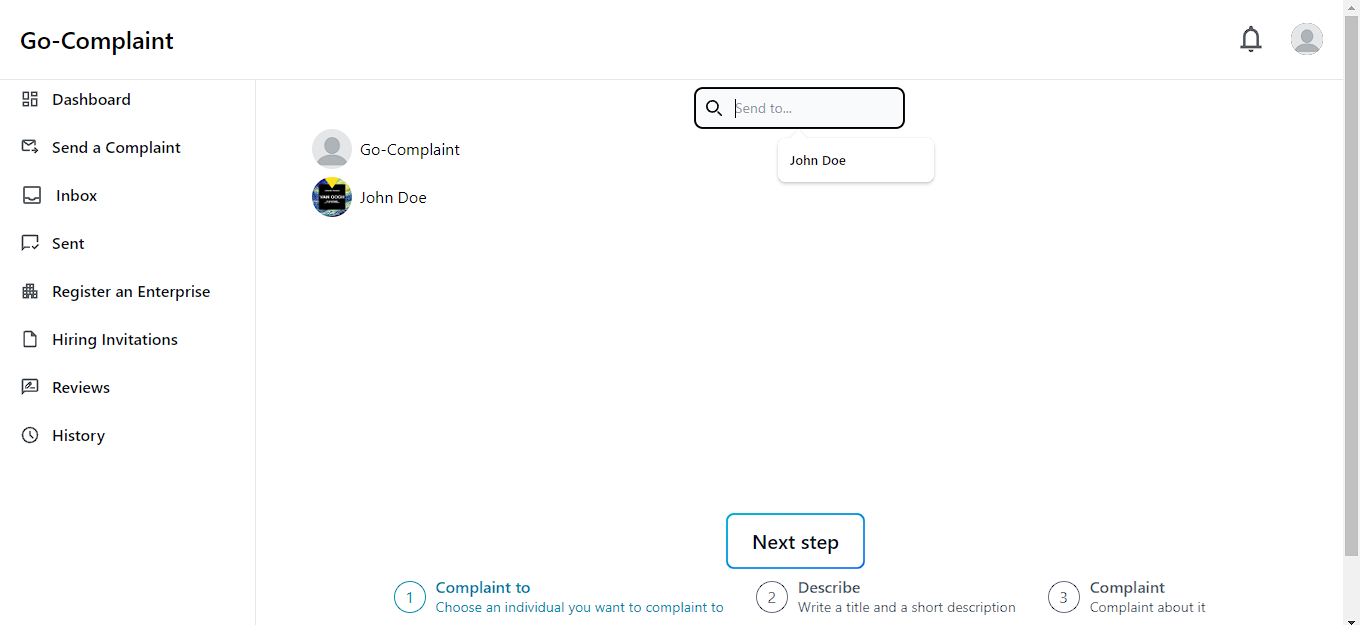 Go-Complaint
Dashboard
Send a Complaint
Inbox
Sent
Register an Enterprise
Hiring Invitations
Reviews
History
Send to...
John Doe
Go-Complaint
VAN GOGH
John Doe
Next step
1
Complaint to
Choose an individual you want to complaint to
2
Describe
Write a title and a short description
3
Complaint
Complaint about it